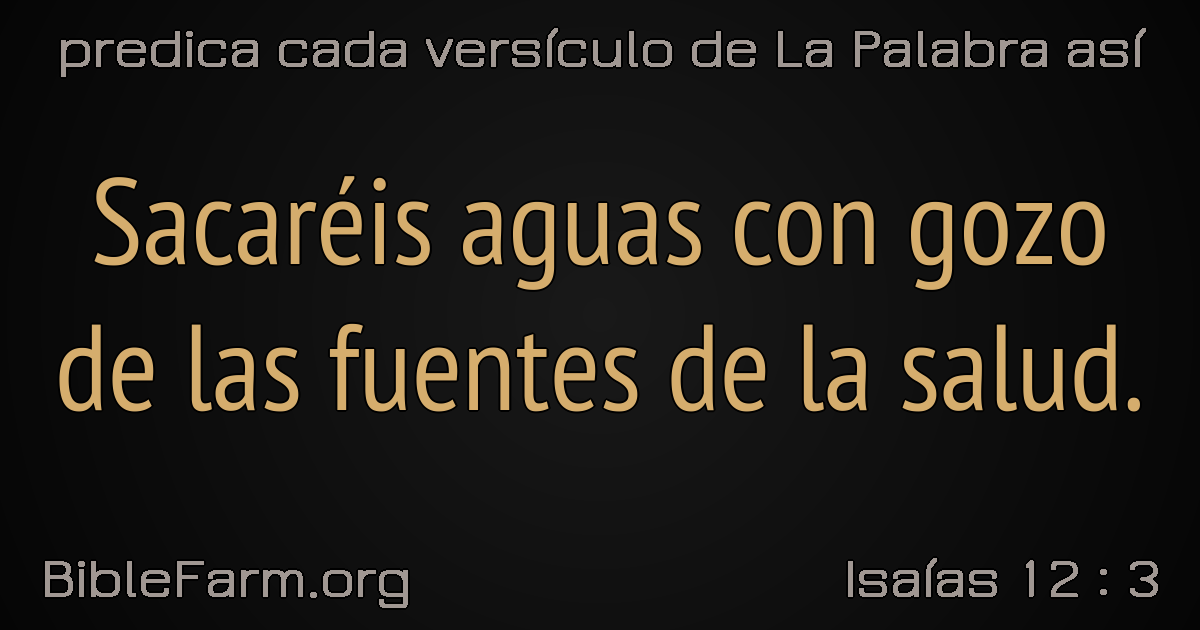 predica cada versículo de La Palabra así
Sacaréis aguas con gozo
de las fuentes de la salud.
BibleFarm.org
Isaías 12 : 3